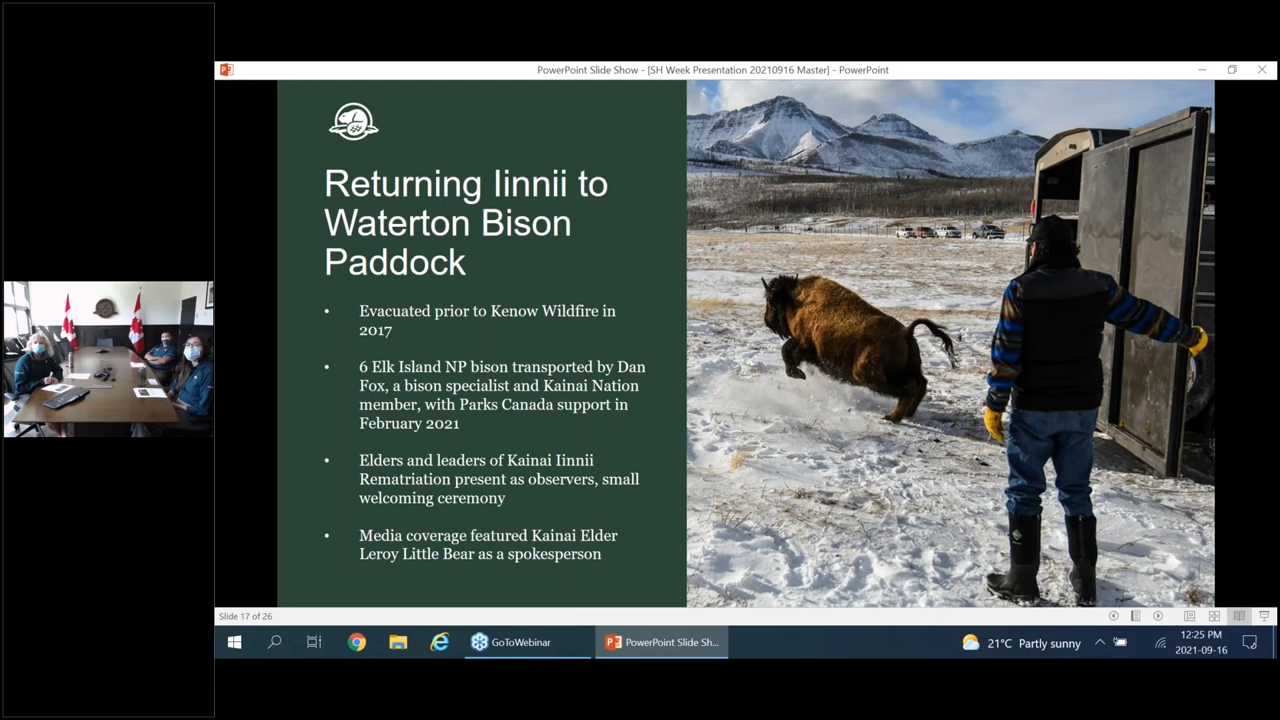 PowerPoint Slide Show - [SH Week Presentation 20210916 Master] - PowerPoint
Returning Iinnii to
Waterton Bison
Paddock
• Evacuated prior to Kenow Wildfire in
2017
• 6 Elk Island NP bison transported by Dan
Fox, a bison specialist and Kainai Nation
member, with Parks Canada support in
February 2021
• Elders and leaders of Kainai Iinnii
Rematriation present as observers, small
welcoming ceremony
• Media coverage featured Kainai Elder
Leroy Little Bear as a spokesperson
Slide 17 of 26
GoToWebinar
PowerPoint Slide Sh...
21°C Partly sunny
12:25 PM
2021-09-16